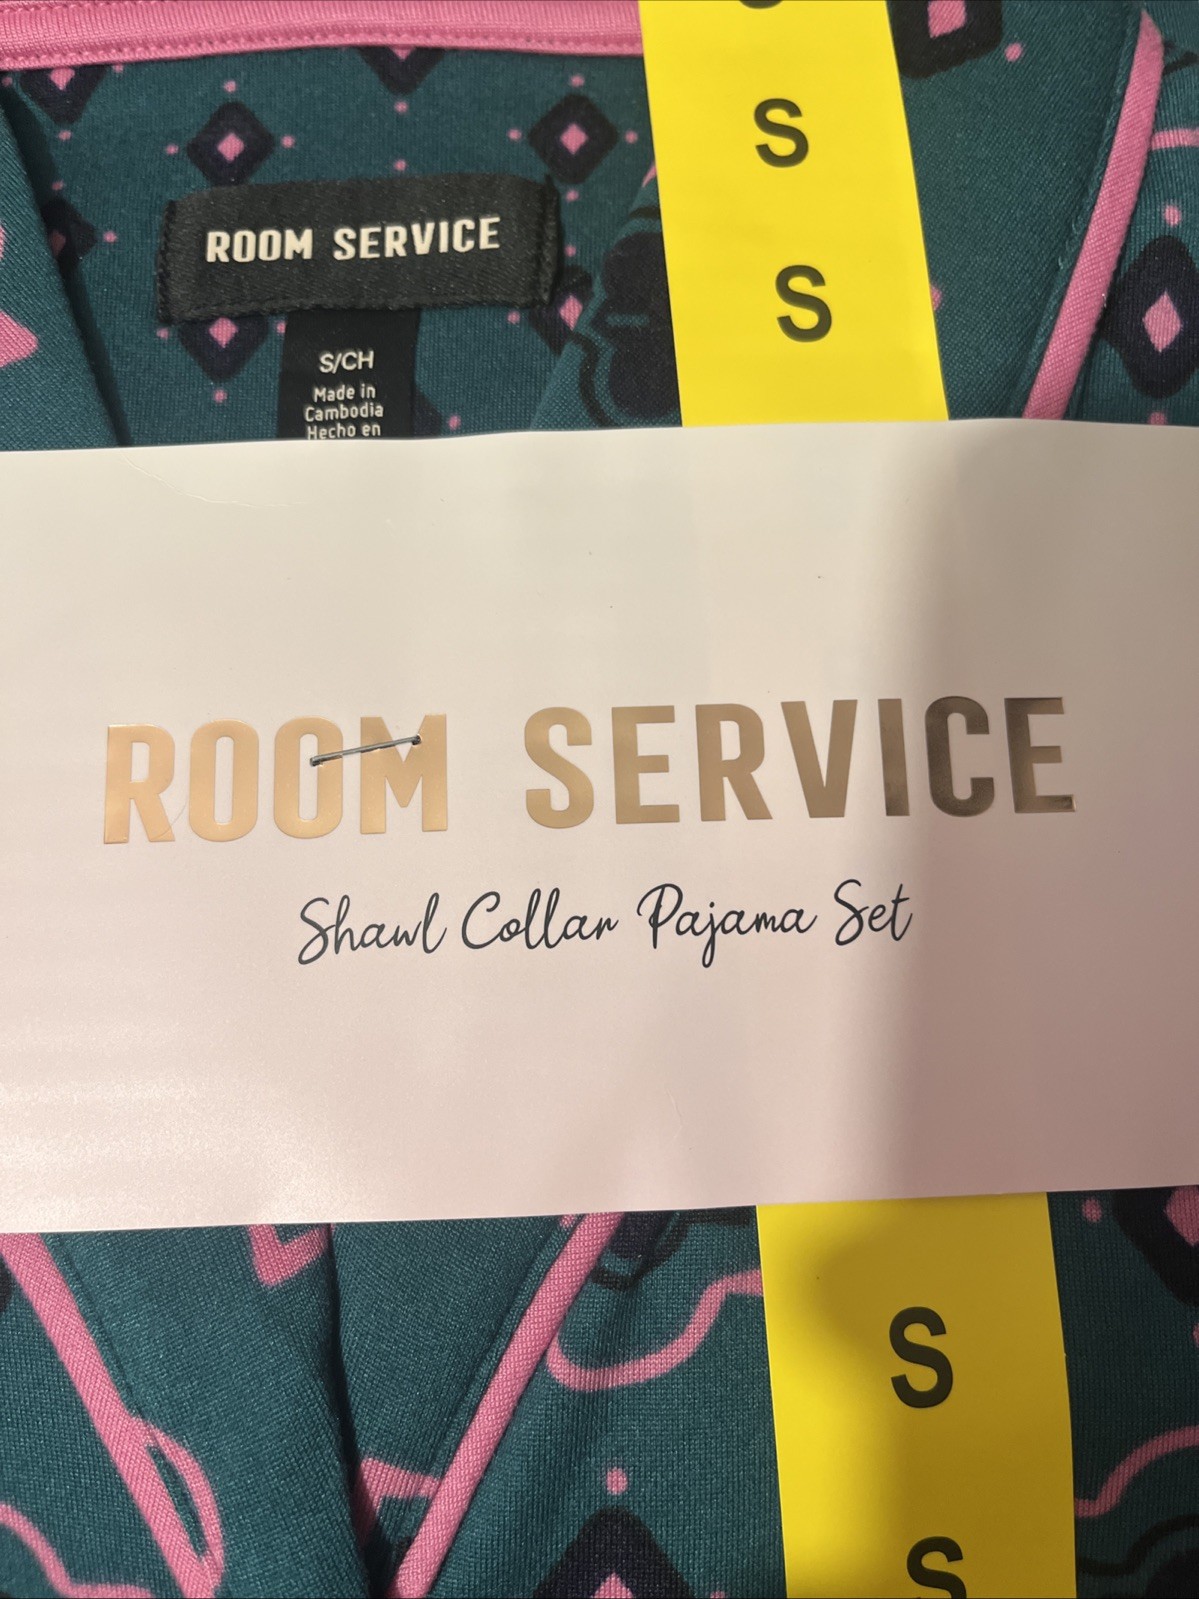 S
S
S
ROOM SERVICE
S/CH
Made in
Cambodia
Hecho en
ROOM SERVICE
Shawl Collar Pajama Set
S
S